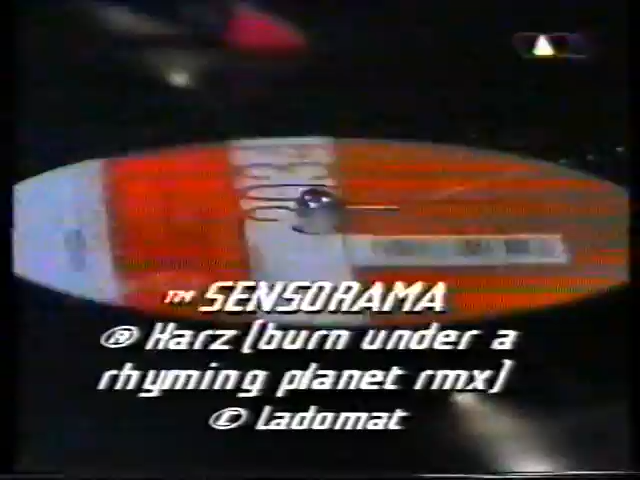 ™ SENSORAMA
® Harz (burn under a
rhyming planet rmx)
© Ladomat